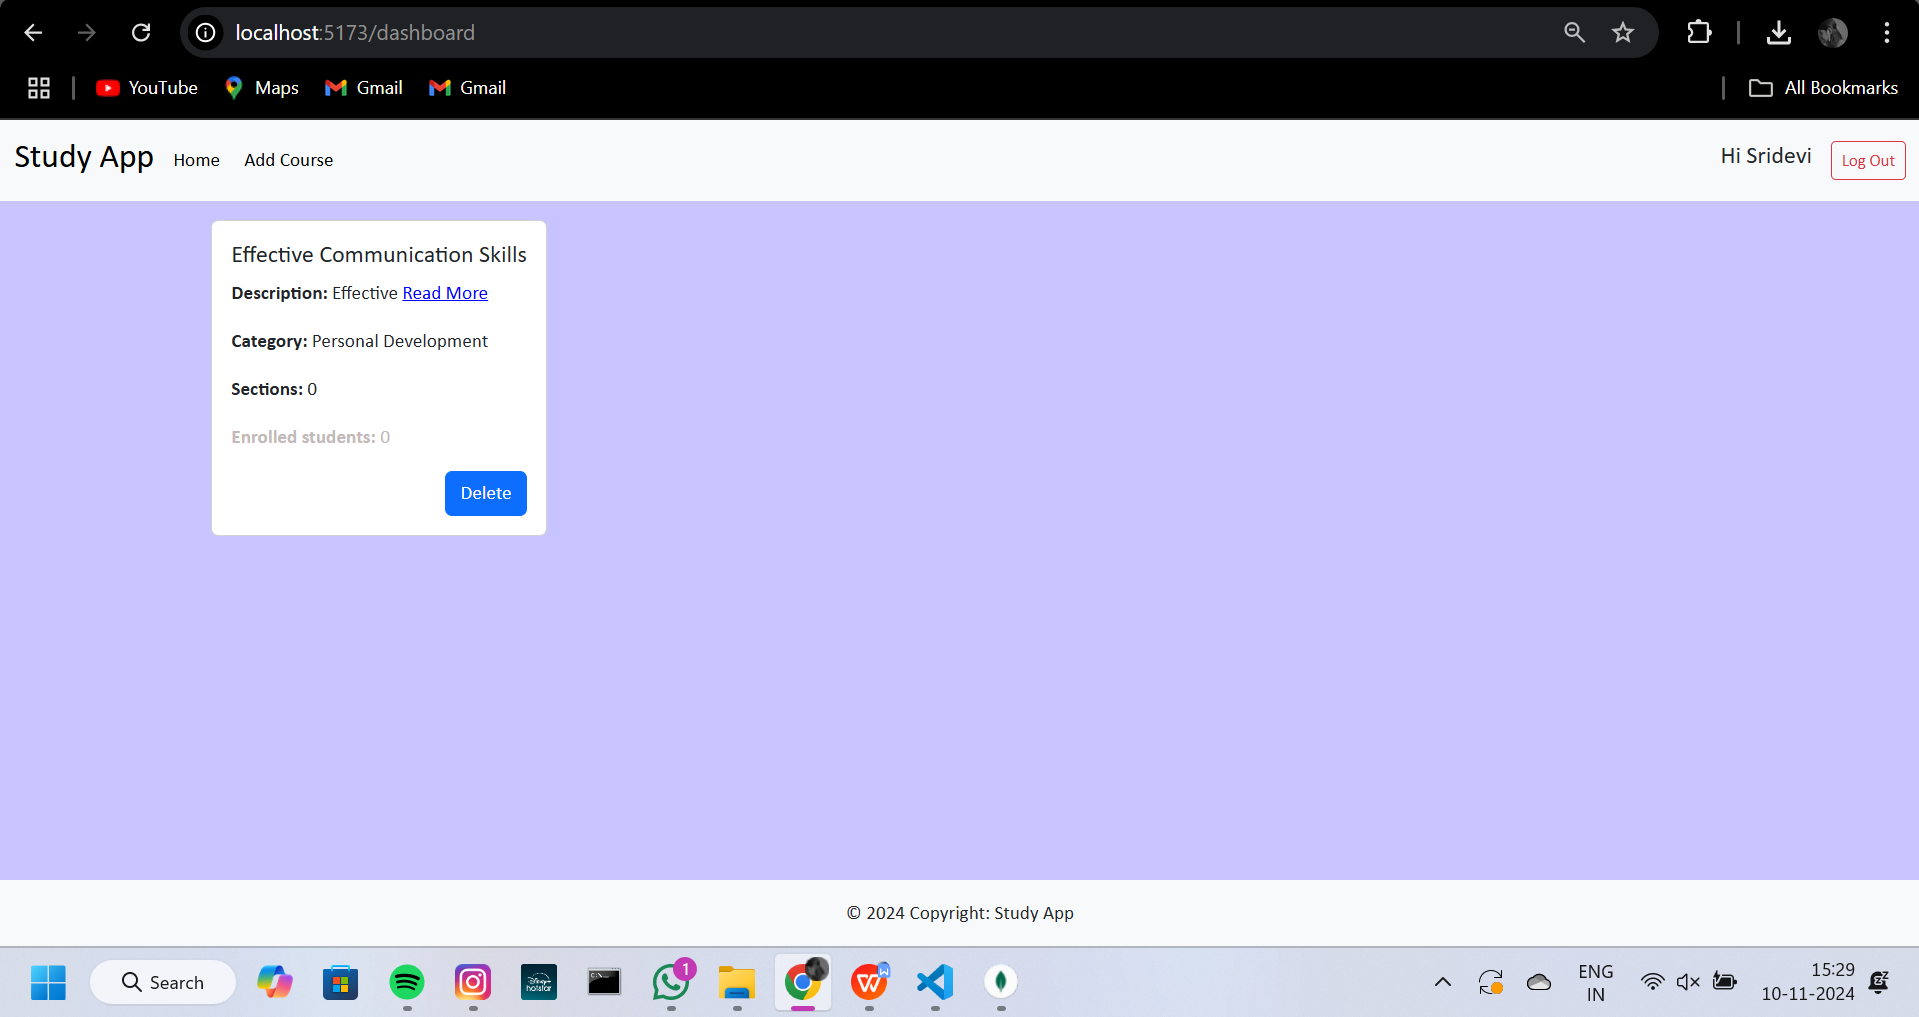 localhost:5173/dashboard
YouTube
Maps
Gmail
Gmail
All Bookmarks
Study App
Home
Add Course
Hi Sridevi
Log Out
Effective Communication Skills
Description: Effective Read More
Category: Personal Development
Sections: 0
Enrolled students: 0
Delete
© 2024 Copyright: Study App
Search
Disney+
hotstar
C:\
1
W
W
ENG
IN
15:29
10-11-2024